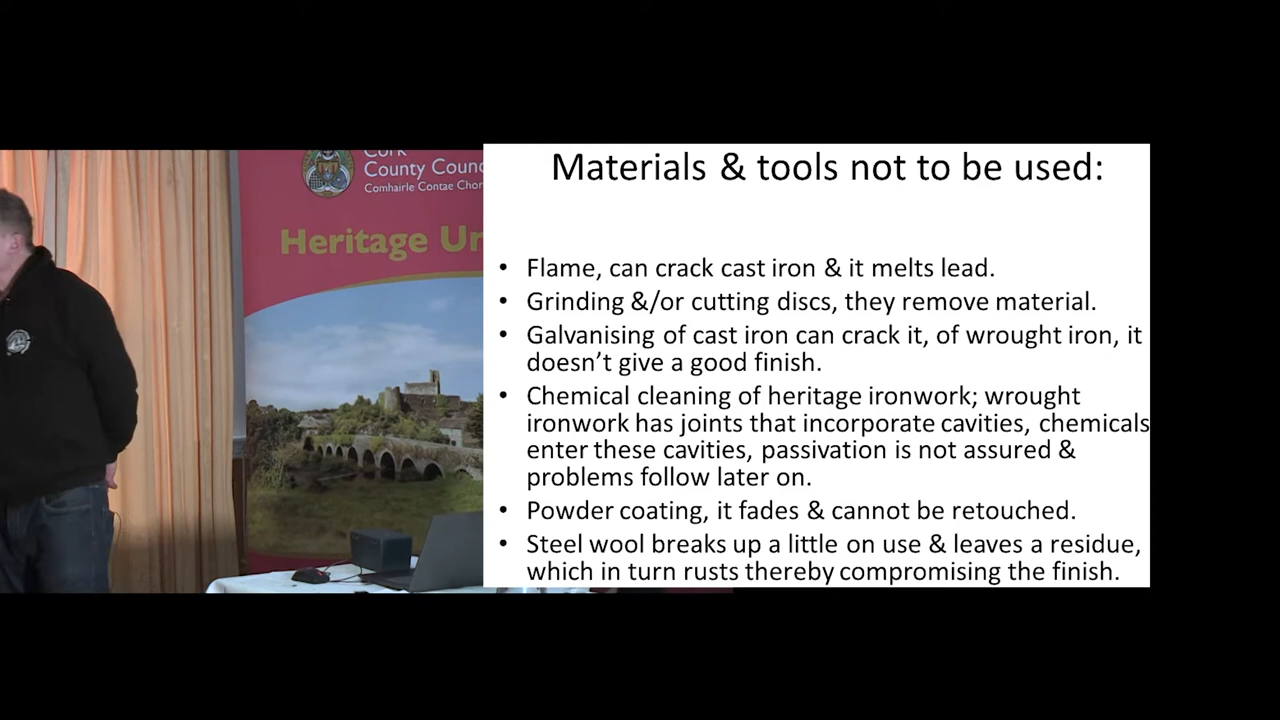 Cork
County Counc
Comhairle Contae Chor
Heritage Un
Materials & tools not to be used:
• Flame, can crack cast iron & it melts lead.
• Grinding &/or cutting discs, they remove material.
• Galvanising of cast iron can crack it, of wrought iron, it
doesn’t give a good finish.
• Chemical cleaning of heritage ironwork; wrought
ironwork has joints that incorporate cavities, chemicals
enter these cavities, passivation is not assured &
problems follow later on.
• Powder coating, it fades & cannot be retouched.
• Steel wool breaks up a little on use & leaves a residue,
which in turn rusts thereby compromising the finish.